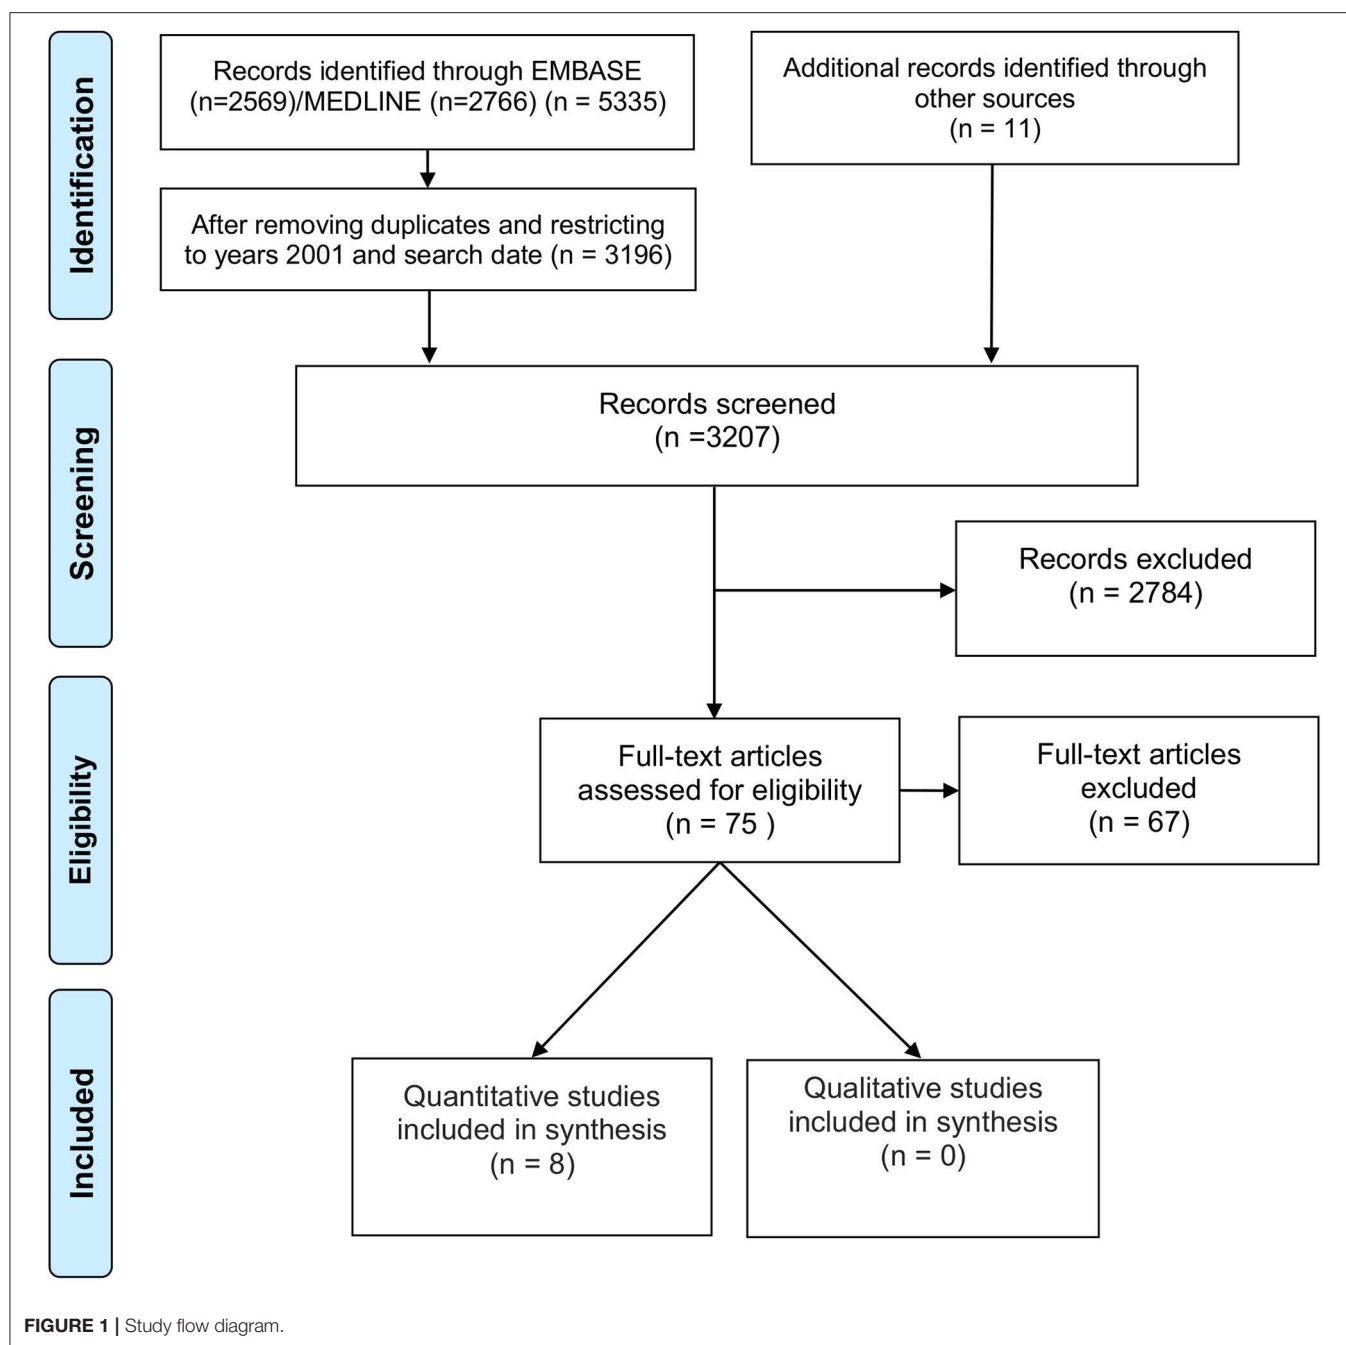 Identification
Records identified through EMBASE
(n=2569)/MEDLINE (n=2766) (n = 5335)
Additional records identified through
other sources
(n = 11)
After removing duplicates and restricting
to years 2001 and search date (n = 3196)
Screening
Records screened
(n =3207)
Records excluded
(n = 2784)
Eligibility
Full-text articles
assessed for eligibility
(n = 75 )
Full-text articles
excluded
(n = 67)
Included
Quantitative studies
included in synthesis
(n = 8)
Qualitative studies
included in synthesis
(n = 0)
FIGURE 1 | Study flow diagram.